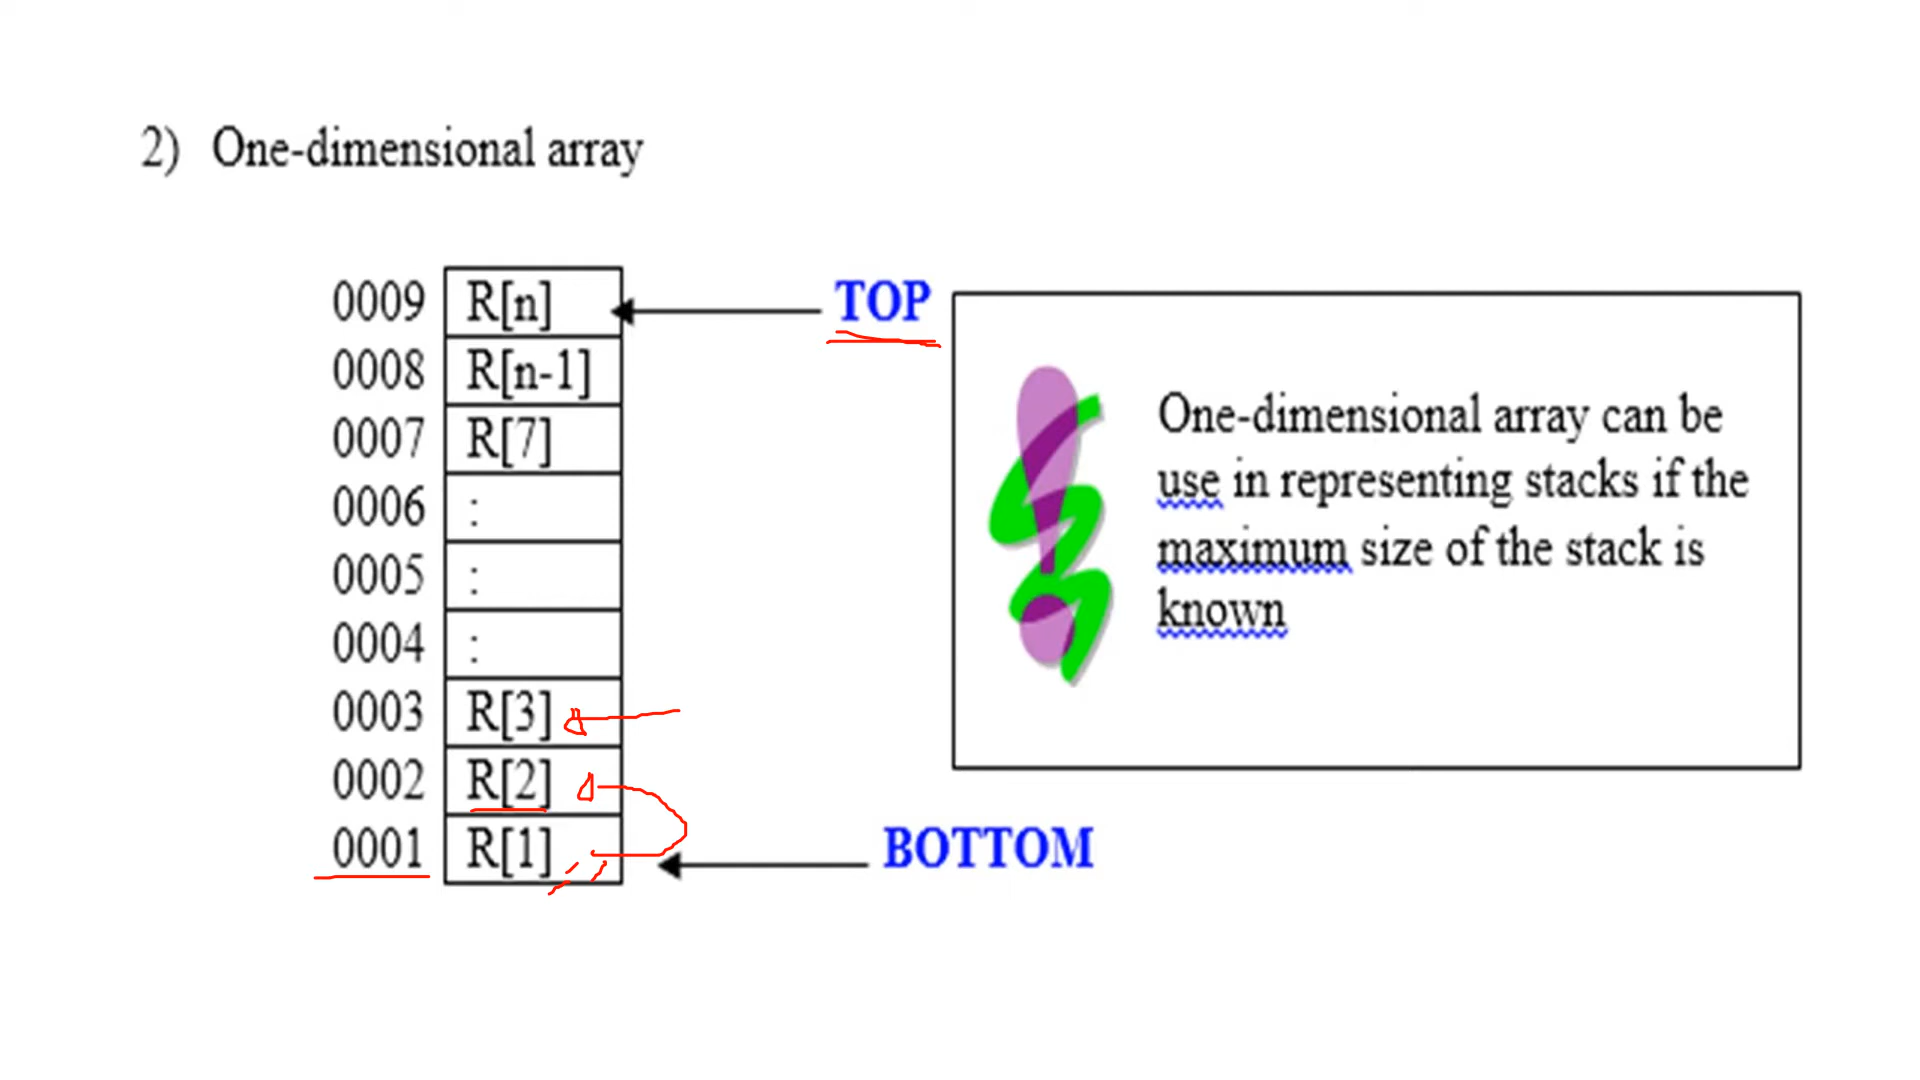 2) One-dimensional array
0009 R[n] TOP
0008 R[n-1]
0007 R[7]
0006 :
0005 :
0004 :
0003 R[3]
0002 R[2]
0001 R[1] BOTTOM
One-dimensional array can be
use in representing stacks if the
maximum size of the stack is
known